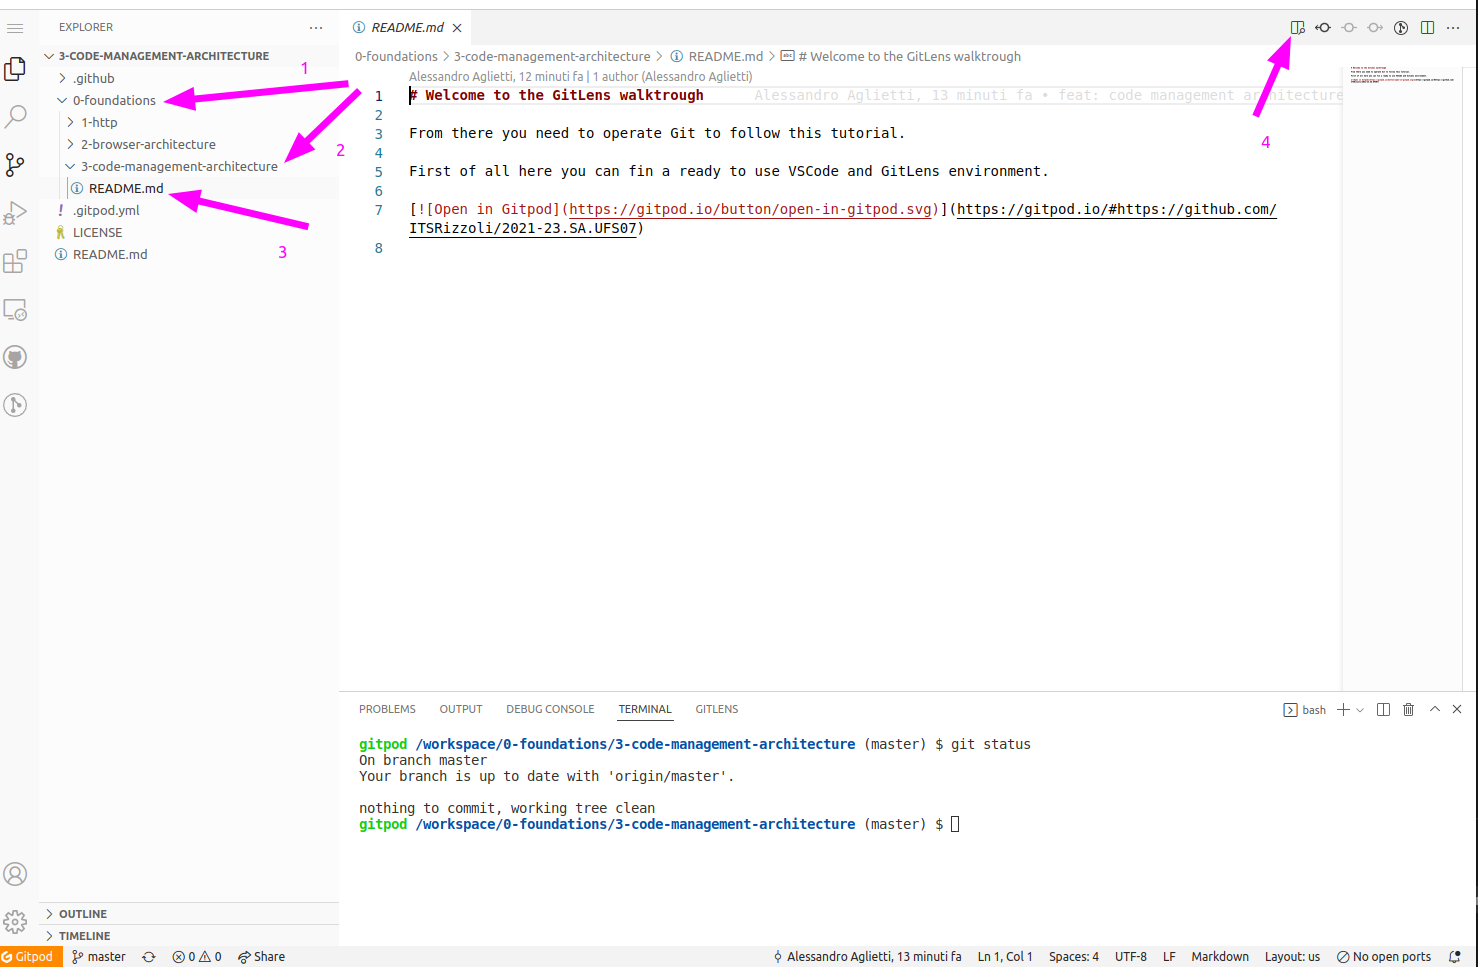 EXPLORER
3-CODE-MANAGEMENT-ARCHITECTURE
.github
1
0-foundations
1-http
2
2-browser-architecture
3-code-management-architecture
README.md
.gitpod.yml
LICENSE
3
README.md
OUTLINE
TIMELINE
README.md
4
0-foundations > 3-code-management-architecture > README.md > # Welcome to the GitLens walktrough
Alessandro Aglietti, 12 minuti fa | 1 author (Alessandro Aglietti)
1 # Welcome to the GitLens walktrough Alessandro Aglietti, 13 minuti fa • feat: code management architecture
2
3 From there you need to operate Git to follow this tutorial.
4
5 First of all here you can fin a ready to use VSCode and GitLens environment.
6
7 [![Open in Gitpod](https://gitpod.io/button/open-in-gitpod.svg)](https://gitpod.io/#https://github.com/
ITSRizzoli/2021-23.SA.UFS07)
8
PROBLEMS OUTPUT DEBUG CONSOLE TERMINAL GITLENS
bash
gitpod /workspace/0-foundations/3-code-management-architecture (master) $ git status
On branch master
Your branch is up to date with 'origin/master'.
nothing to commit, working tree clean
gitpod /workspace/0-foundations/3-code-management-architecture (master) $
Gitpod master 0 0 Share Alessandro Aglietti, 13 minuti fa Ln 1, Col 1 Spaces: 4 UTF-8 LF Markdown Layout: us No open ports